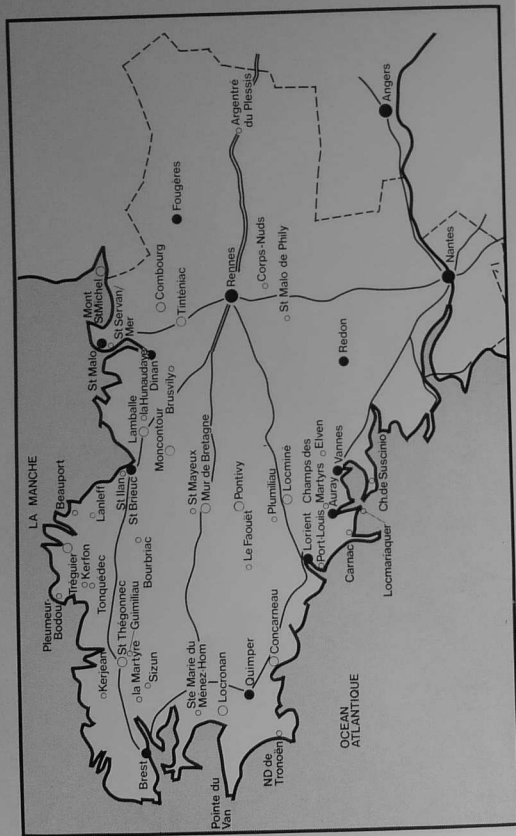 LA MANCHE
OCEAN
ATLANTIQUE
Pleumeur
Bodou
Tréguier
Kerfon
Tonquédec
Beauport
Lanleff
St Ilan
St Brieuc
Lamballe
la Hunaudaye
Moncontour
Dinan
Brusvily
St Malo
Mont
St Michel
St Servan/
Mer
Combourg
Tinténiac
Fougères
Argentré
du Plessis
Rennes
Corps-Nuds
St Malo de Phily
Redon
Angers
Nantes
Kerjean
St Thégonnec
Guimiliau
la Martyre
Sizun
Bourbriac
Brest
St Mayeux
Mur de Bretagne
Pontivy
Le Faouët
Plumiliau
Locminé
Ste Marie du
Ménez-Hom
Locronan
Quimper
Concarneau
Pointe du
Van
ND de
Tronoën
Lorient
Port-Louis
Champs des
Martyrs
Elven
Auray
Vannes
Carnac
Locmariaquer
Ch. de Suscinio